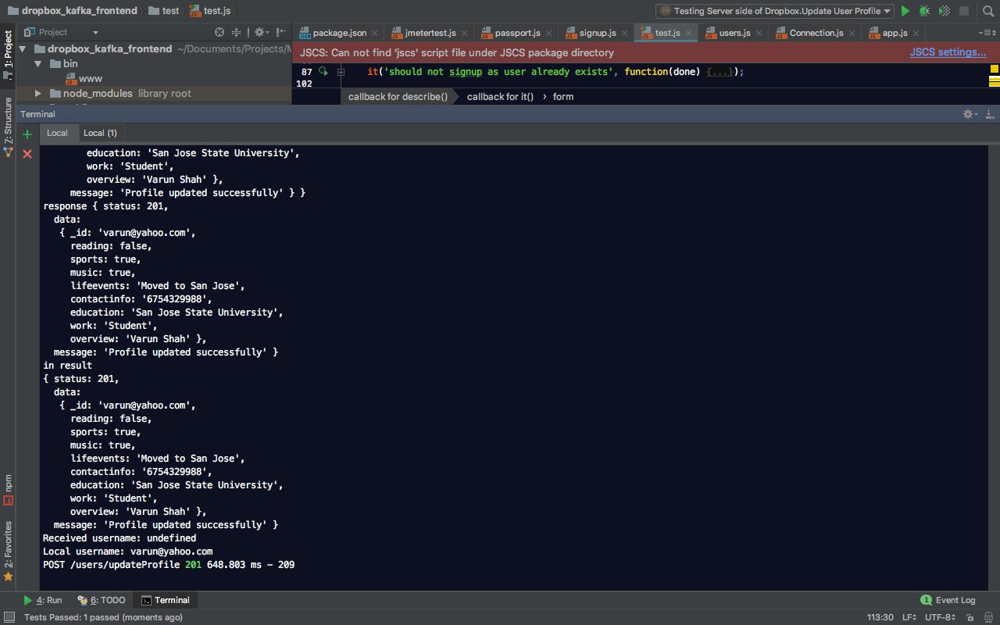 dropbox_kafka_frontend test test.js
Testing Server side of Dropbox.Update User Profile
1: Project
Project
package.json jmetertest.js passport.js signup.js test.js users.js Connection.js app.js 2
dropbox_kafka_frontend ~/Documents/Projects/
bin
www
node_modules library root
JSCS: Can not find 'jscs' script file under JSCS package directory JSCS settings...
87 it('should not signup as user already exists', function(done) {...});
102
callback for describe() callback for it() › form
Terminal
Z: Structure
Local Local (1)
education: 'San Jose State University',
work: 'Student',
overview: 'Varun Shah' },
message: 'Profile updated successfully' } }
response { status: 201,
data:
{ _id: 'varun@yahoo.com',
reading: false,
sports: true,
music: true,
lifeevents: 'Moved to San Jose',
contactinfo: '6754329988',
education: 'San Jose State University',
work: 'Student',
overview: 'Varun Shah' },
message: 'Profile updated successfully' }
in result
{ status: 201,
data:
{ _id: 'varun@yahoo.com',
reading: false,
sports: true,
music: true,
lifeevents: 'Moved to San Jose',
contactinfo: '6754329988',
education: 'San Jose State University',
work: 'Student',
overview: 'Varun Shah' },
message: 'Profile updated successfully' }
Received username: undefined
Local username: varun@yahoo.com
POST /users/updateProfile 201 648.803 ms - 209
npm
2: Favorites
4: Run 6: TODO Terminal 1 Event Log
Tests Passed: 1 passed (moments ago) 113:30 LF UTF-8